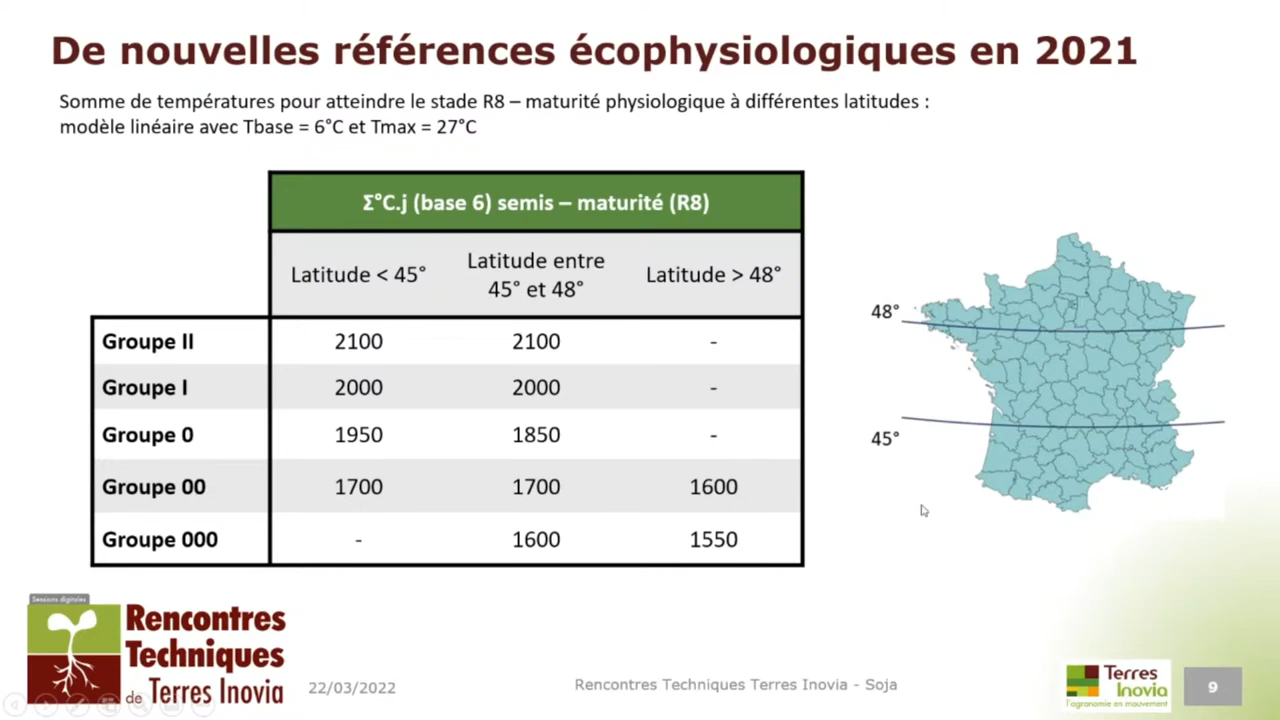 De nouvelles références écophysiologiques en 2021
Somme de températures pour atteindre le stade R8 – maturité physiologique à différentes latitudes :
modèle linéaire avec Tbase = 6°C et Tmax = 27°C
Σ°C.j (base 6) semis – maturité (R8)
Latitude < 45°
Latitude entre
45° et 48°
Latitude > 48°
Groupe II 2100 2100 -
Groupe I 2000 2000 -
Groupe 0 1950 1850 -
Groupe 00 1700 1700 1600
Groupe 000 - 1600 1550
48°
45°
Sessions digitales
Rencontres
Techniques
de Terres Inovia
22/03/2022
Rencontres Techniques Terres Inovia - Soja
Terres
Inovia
l'agronomie en mouvement
9